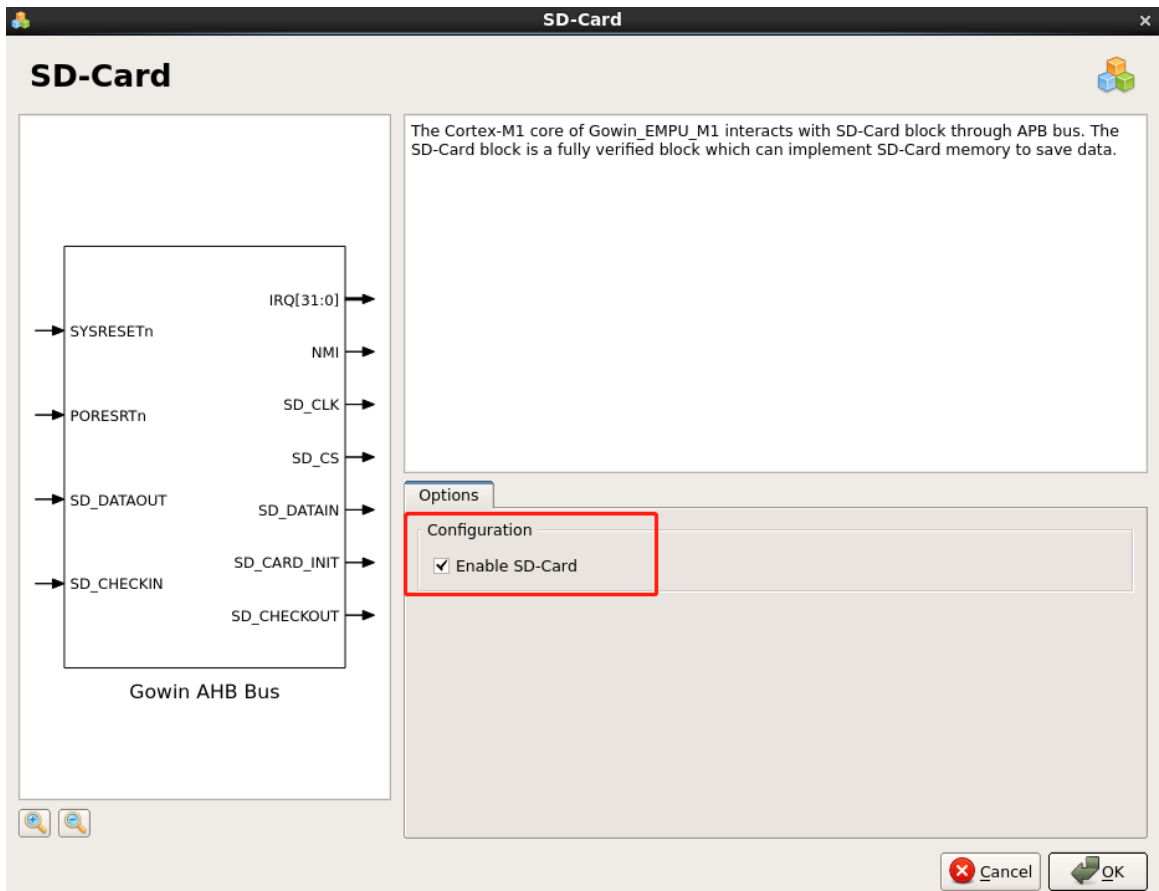 SD-Card
SD-Card
The Cortex-M1 core of Gowin_EMPU_M1 interacts with SD-Card block through APB bus. The
SD-Card block is a fully verified block which can implement SD-Card memory to save data.
IRQ[31:0]
SYSRESETn
NMI
SD_CLK
PORESRTn
SD_CS
SD_DATAOUT
SD_DATAIN
SD_CARD_INIT
SD_CHECKIN
SD_CHECKOUT
Gowin AHB Bus
Options
Configuration
Enable SD-Card
Cancel
OK